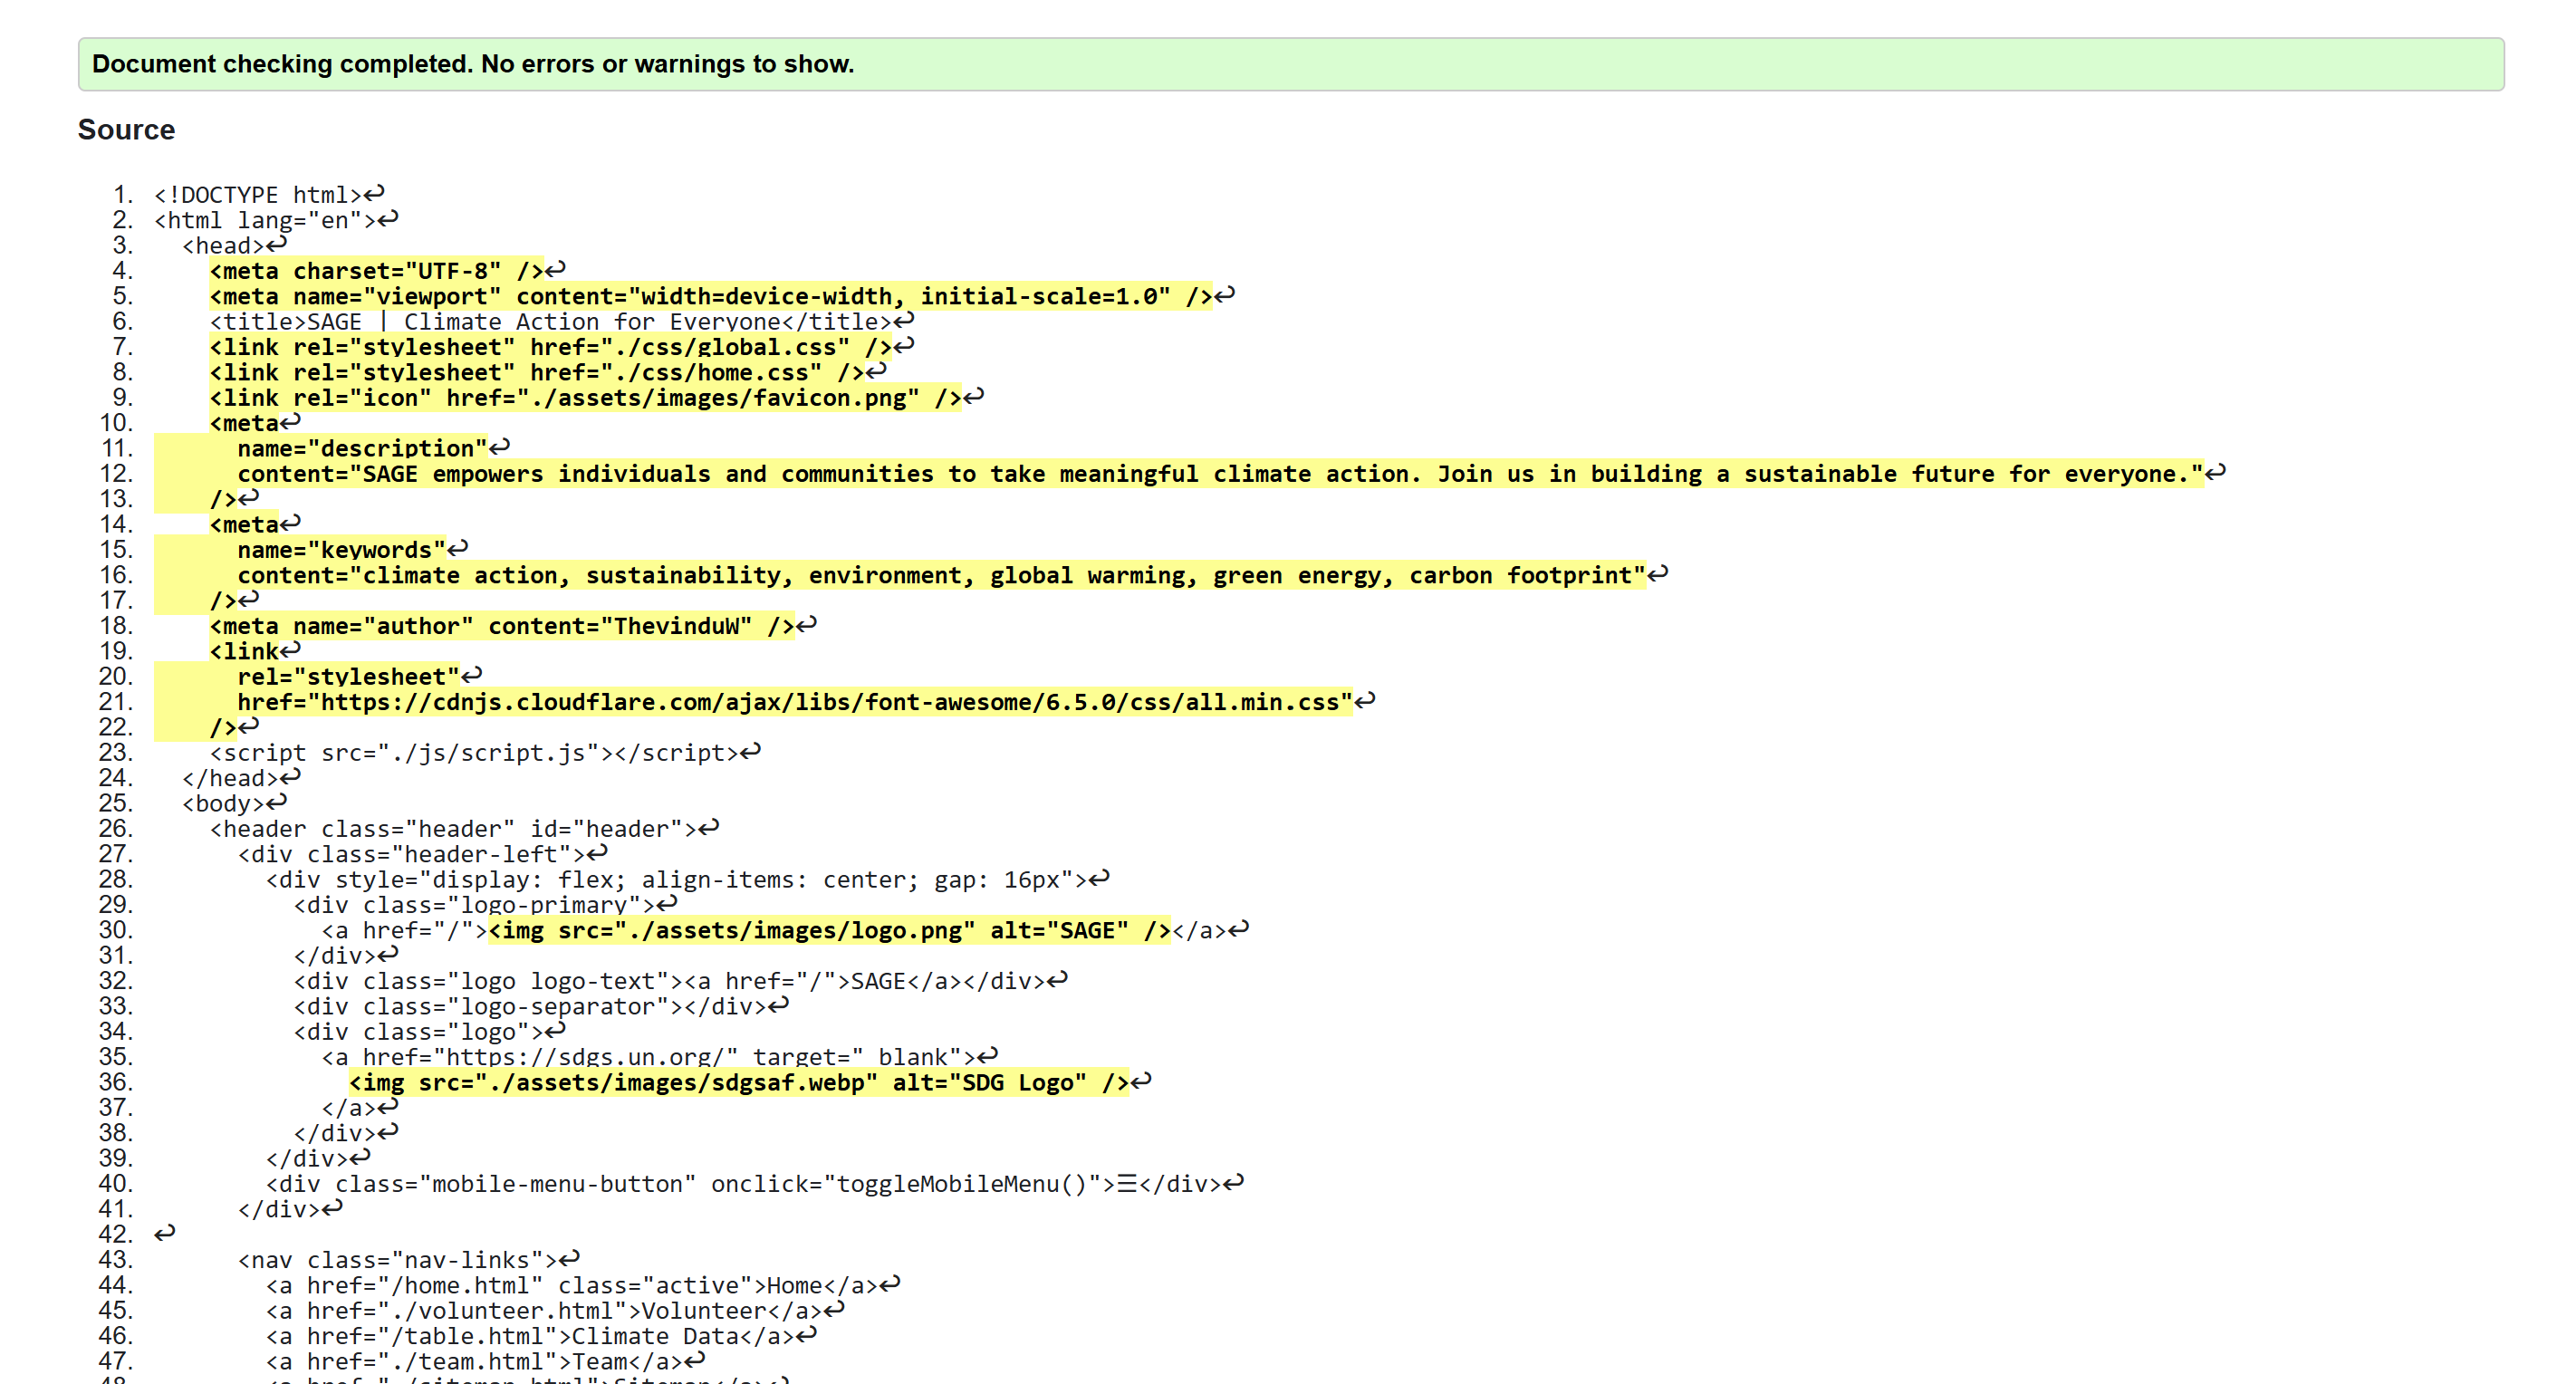 Document checking completed. No errors or warnings to show.
Source
1. <!DOCTYPE html>↩
2. <html lang="en">↩
3.   <head>↩
4.     <meta charset="UTF-8" />↩
5.     <meta name="viewport" content="width=device-width, initial-scale=1.0" />↩
6.     <title>SAGE | Climate Action for Everyone</title>↩
7.     <link rel="stylesheet" href="./css/global.css" />↩
8.     <link rel="stylesheet" href="./css/home.css" />↩
9.     <link rel="icon" href="./assets/images/favicon.png" />↩
10.     <meta↩
11.       name="description"↩
12.       content="SAGE empowers individuals and communities to take meaningful climate action. Join us in building a sustainable future for everyone."↩
13.     />↩
14.     <meta↩
15.       name="keywords"↩
16.       content="climate action, sustainability, environment, global warming, green energy, carbon footprint"↩
17.     />↩
18.     <meta name="author" content="ThevinduW" />↩
19.     <link↩
20.       rel="stylesheet"↩
21.       href="https://cdnjs.cloudflare.com/ajax/libs/font-awesome/6.5.0/css/all.min.css"↩
22.     />↩
23.     <script src="./js/script.js"></script>↩
24.   </head>↩
25.   <body>↩
26.     <header class="header" id="header">↩
27.       <div class="header-left">↩
28.         <div style="display: flex; align-items: center; gap: 16px">↩
29.           <div class="logo-primary">↩
30.             <a href="/"><img src="./assets/images/logo.png" alt="SAGE" /></a>↩
31.           </div>↩
32.           <div class="logo logo-text"><a href="/">SAGE</a></div>↩
33.           <div class="logo-separator"></div>↩
34.           <div class="logo">↩
35.             <a href="https://sdgs.un.org/" target="_blank">↩
36.               <img src="./assets/images/sdgsaf.webp" alt="SDG Logo" />↩
37.             </a>↩
38.           </div>↩
39.         </div>↩
40.         <div class="mobile-menu-button" onclick="toggleMobileMenu()">☰</div>↩
41.       </div>↩
42. ↩
43.       <nav class="nav-links">↩
44.         <a href="/home.html" class="active">Home</a>↩
45.         <a href="./volunteer.html">Volunteer</a>↩
46.         <a href="/table.html">Climate Data</a>↩
47.         <a href="./team.html">Team</a>↩
48.         <a href="./sitemap.html">Sitemap</a>↩